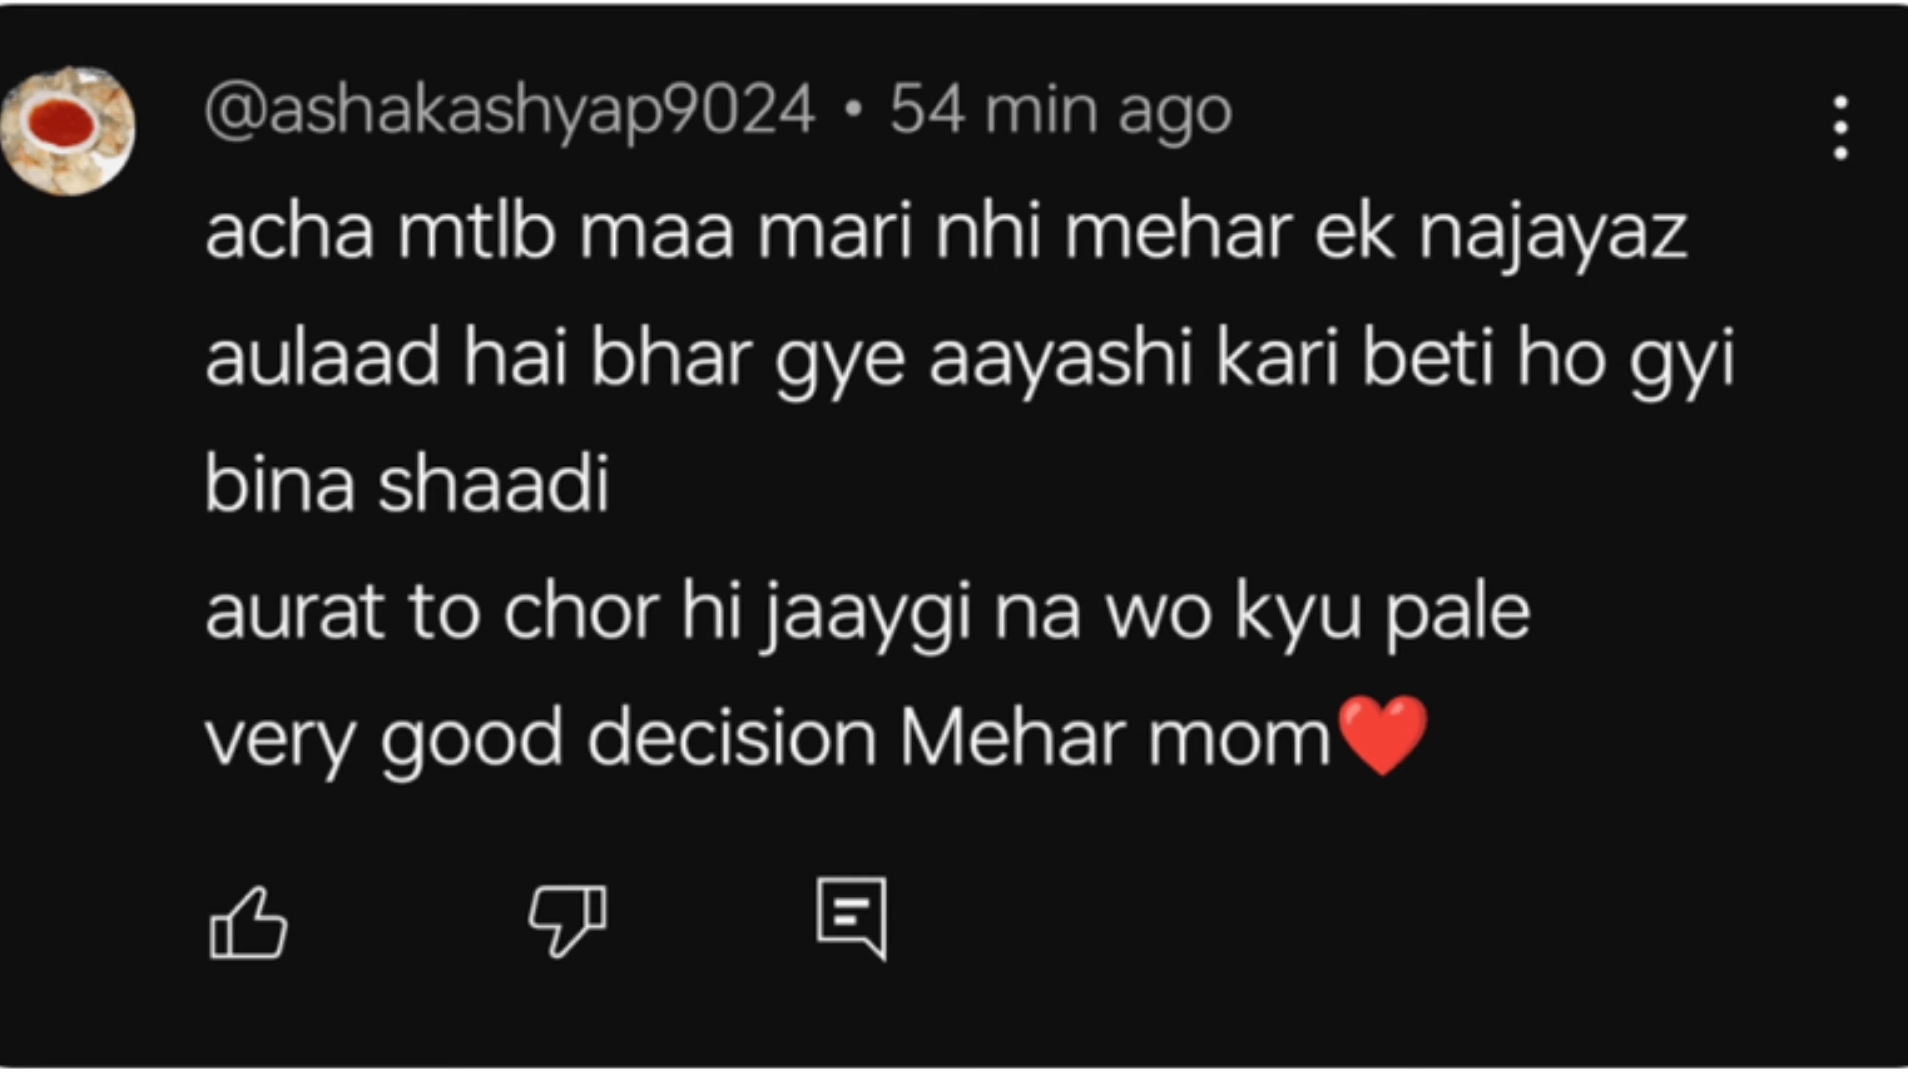 @ashakashyap9024 • 54 min ago
acha mtlb maa mari nhi mehar ek najayaz
aulaad hai bhar gye aayashi kari beti ho gyi
bina shaadi
aurat to chor hi jaaygi na wo kyu pale
very good decision Mehar mom❤️